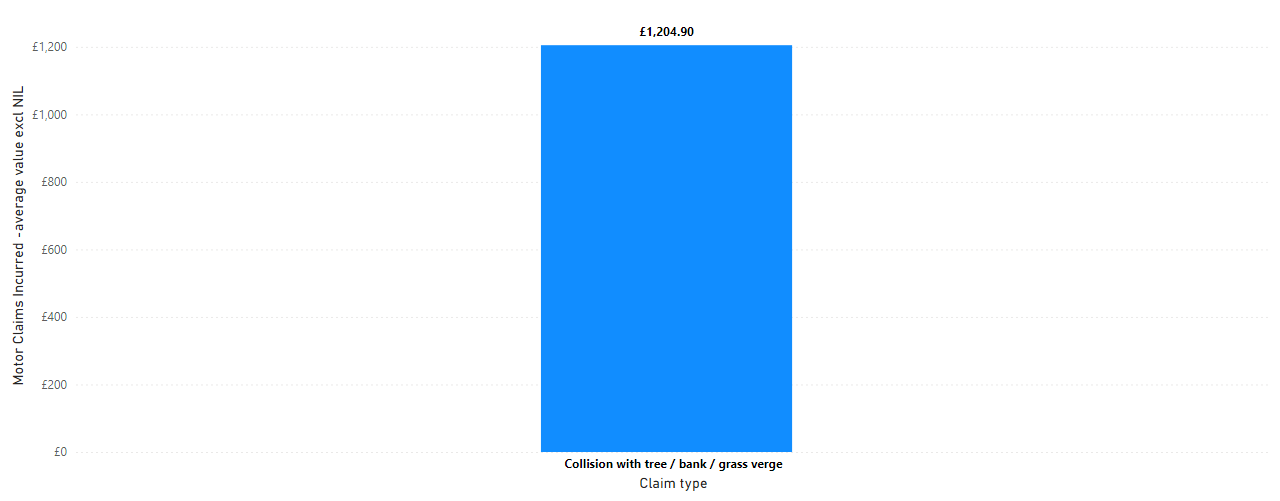 £1,204.90
£1,200
£1,000
£800
£600
£400
£200
£0
Motor Claims Incurred -average value excl NIL
Collision with tree / bank / grass verge
Claim type